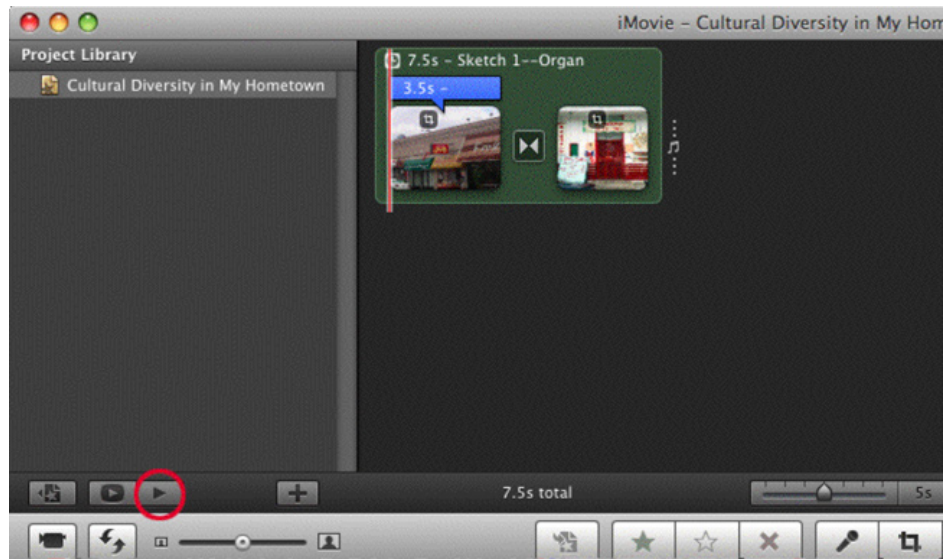 iMovie – Cultural Diversity in My Hom
Project Library
Cultural Diversity in My Hometown
7.5s – Sketch 1--Organ
3.5s –
7.5s total
5s